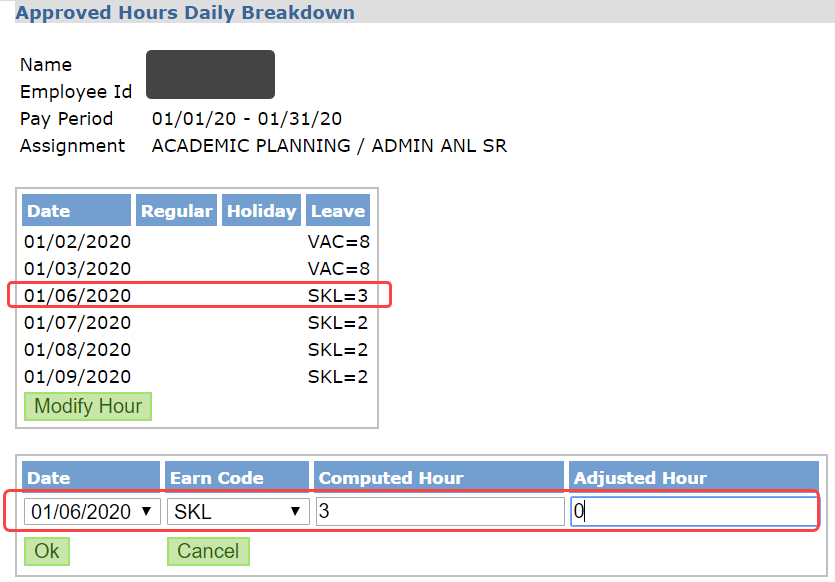 Approved Hours Daily Breakdown
Name
Employee Id
Pay Period 01/01/20 - 01/31/20
Assignment ACADEMIC PLANNING / ADMIN ANL SR
Date Regular Holiday Leave
01/02/2020 VAC=8
01/03/2020 VAC=8
01/06/2020 SKL=3
01/07/2020 SKL=2
01/08/2020 SKL=2
01/09/2020 SKL=2
Modify Hour
Date Earn Code Computed Hour Adjusted Hour
01/06/2020 SKL 3 0
Ok Cancel